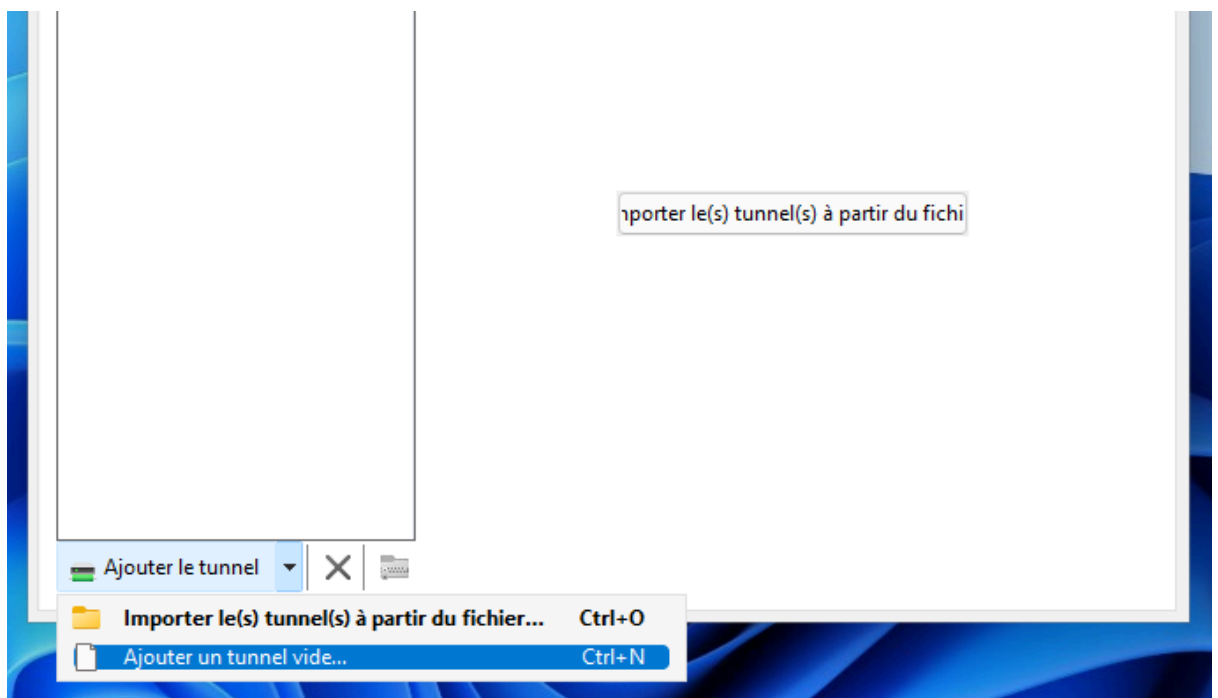 porter le(s) tunnel(s) à partir du fichi
Ajouter le tunnel
Importer le(s) tunnel(s) à partir du fichier... Ctrl+O
Ajouter un tunnel vide... Ctrl+N